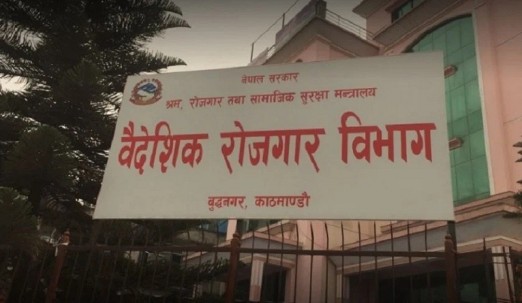 नेपाल सरकार
श्रम, रोजगार तथा सामाजिक सुरक्षा मन्त्रालय
वैदेशिक रोजगार विभाग
बुद्धनगर, काठमाण्डौ